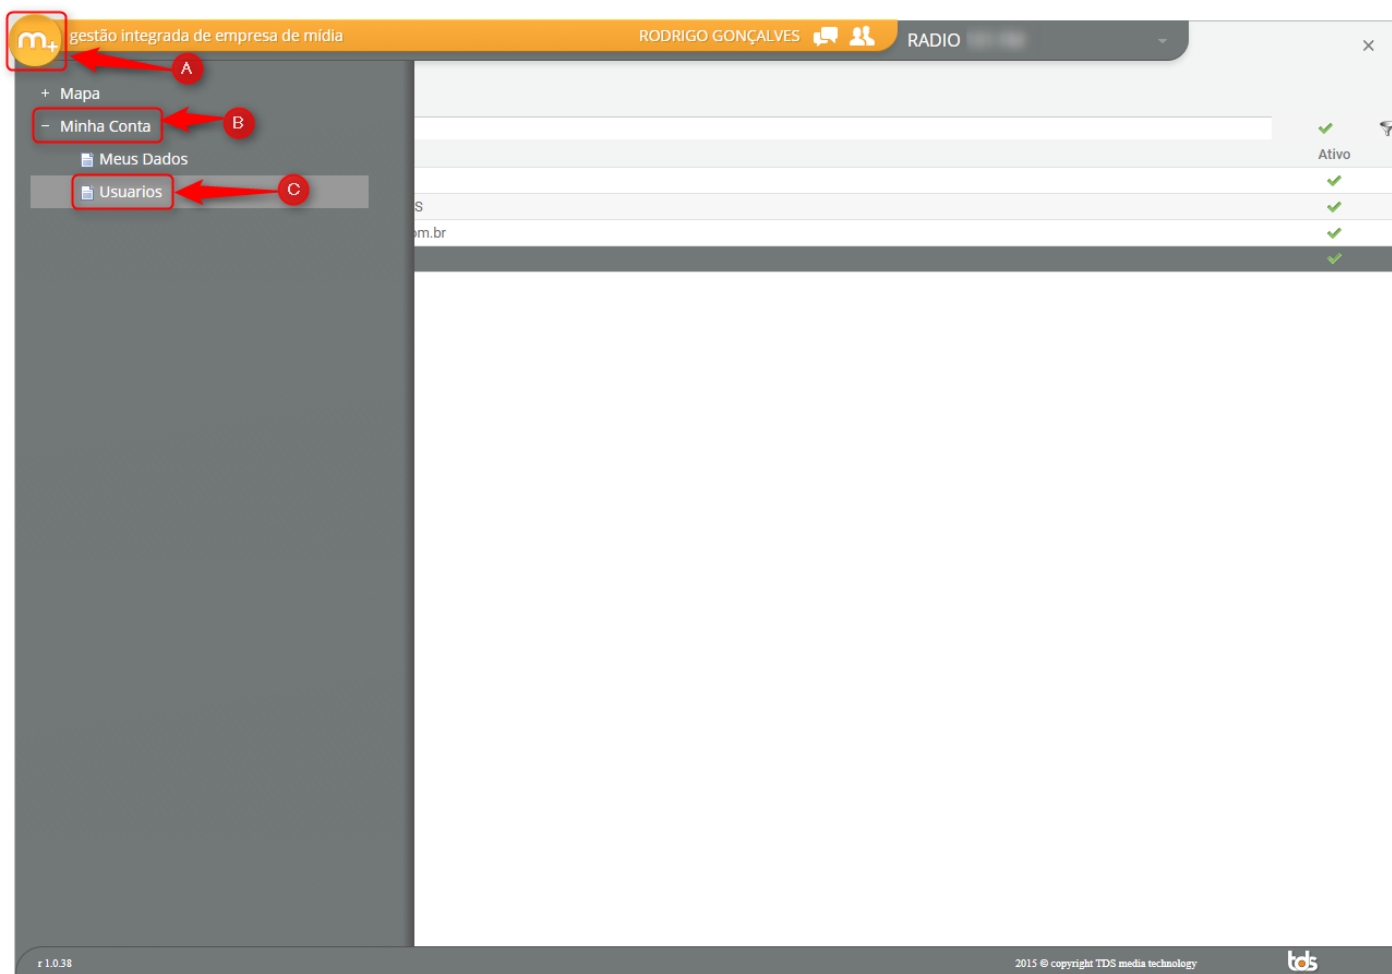 m+ gestão integrada de empresa de mídia RODRIGO GONÇALVES RADIO
A
+ Mapa
B
− Minha Conta
Ativo
Meus Dados
C
Usuarios
S
om.br
r 1.0.38 2015 © copyright TDS media technology tds